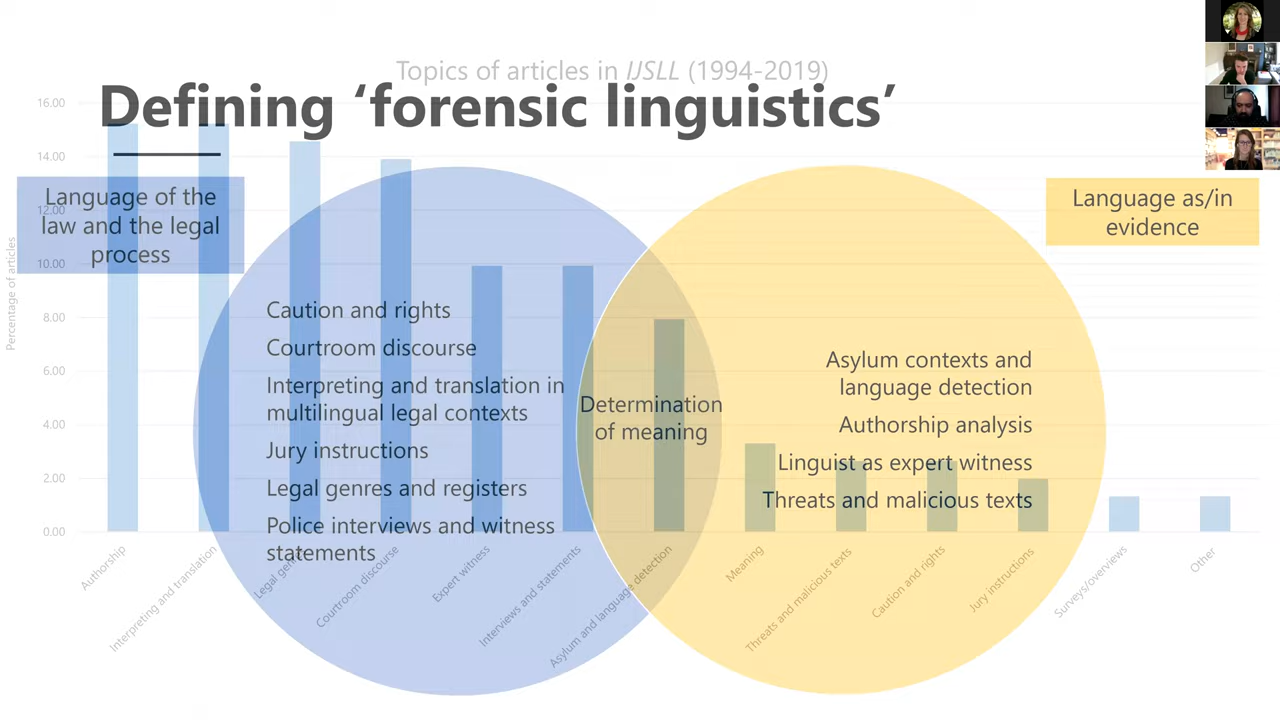 Topics of articles in IJSLL (1994-2019)
Defining ‘forensic linguistics’
Language of the
law and the legal
process
Language as/in
evidence
Caution and rights
Courtroom discourse
Interpreting and translation in
multilingual legal contexts
Jury instructions
Legal genres and registers
Police interviews and witness
statements
Determination
of meaning
Asylum contexts and
language detection
Authorship analysis
Linguist as expert witness
Threats and malicious texts
Percentage of articles
16.00
14.00
12.00
10.00
8.00
6.00
4.00
2.00
0.00
Authorship
Interpreting and translation
Legal
Courtroom discourse
Expert witness
Interviews and statements
Asylum and language detection
Meaning
Threats and malicious texts
Caution and rights
Jury instructions
Surveys/overviews
Other